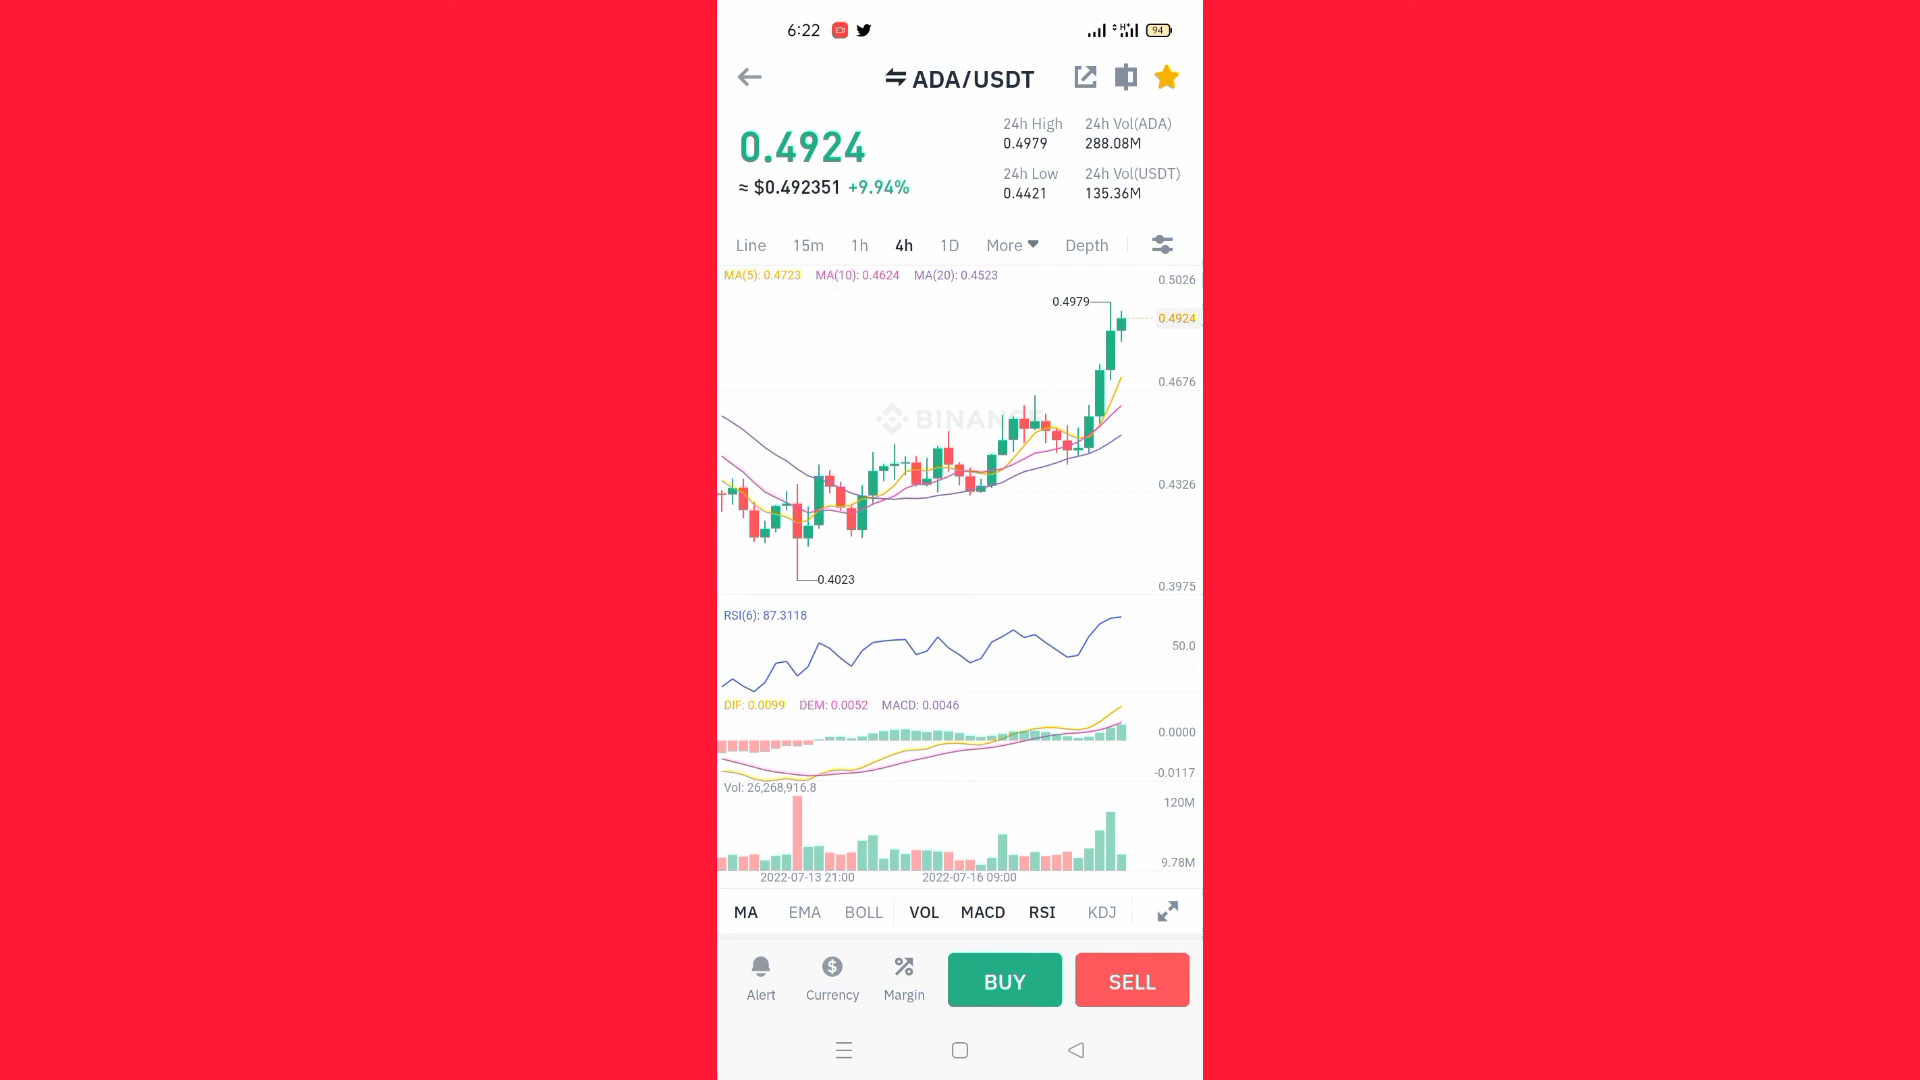 6:22 94
ADA/USDT
0.4924
≈ $0.492351 +9.94%
24h High 24h Vol(ADA)
0.4979 288.08M
24h Low 24h Vol(USDT)
0.4421 135.36M
Line 15m 1h 4h 1D More Depth
MA(5): 0.4723 MA(10): 0.4624 MA(20): 0.4523
0.5026
0.4979
0.4924
0.4676
BINANCE
0.4326
0.4023
0.3975
RSI(6): 87.3118
50.0
DIF: 0.0099 DEM: 0.0052 MACD: 0.0046
0.0000
-0.0117
Vol: 26,268,916.8
120M
9.78M
2022-07-13 21:00 2022-07-16 09:00
MA EMA BOLL VOL MACD RSI KDJ
Alert Currency Margin BUY SELL